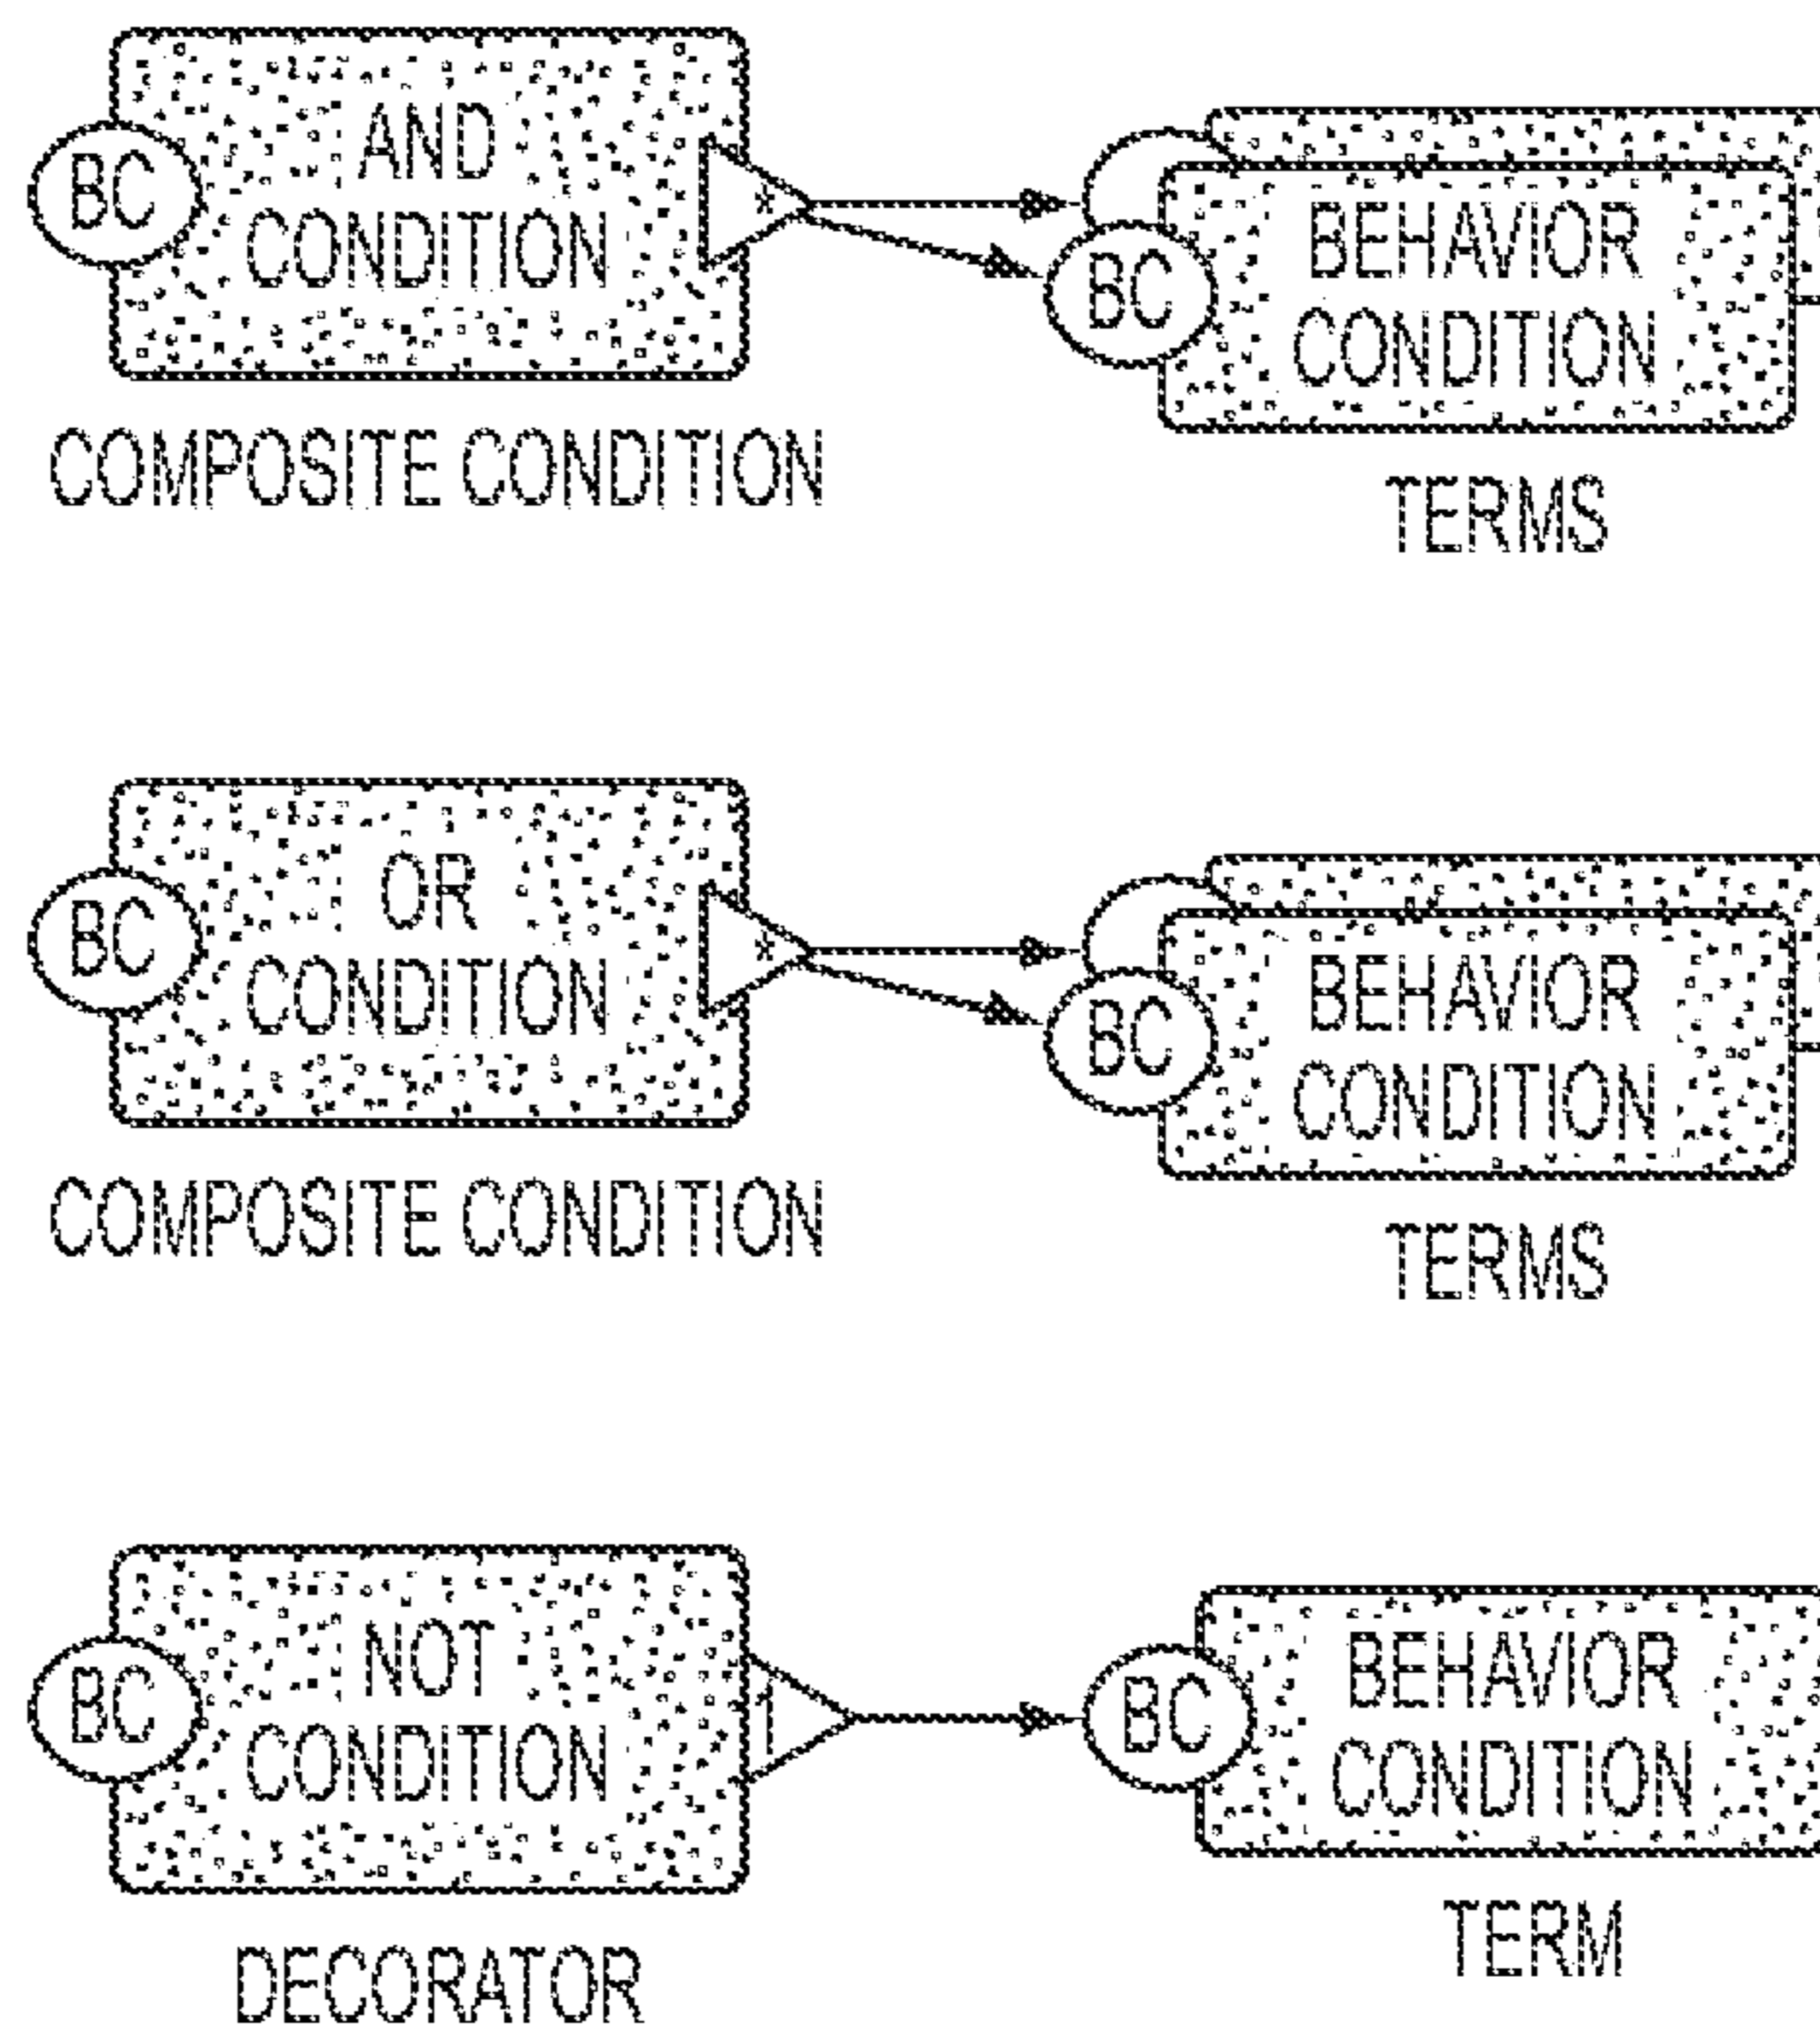 BC
AND
CONDITION
*
BC
BEHAVIOR
CONDITION
COMPOSITE CONDITION
TERMS
BC
OR
CONDITION
*
BC
BEHAVIOR
CONDITION
COMPOSITE CONDITION
TERMS
BC
NOT
CONDITION
1
BC
BEHAVIOR
CONDITION
DECORATOR
TERM